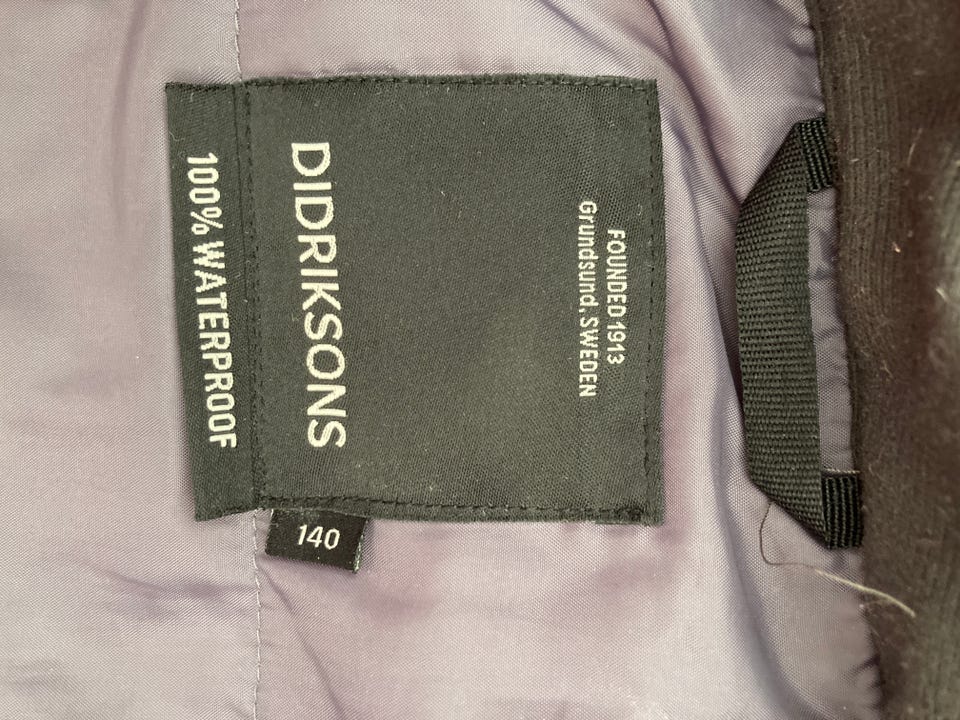 FOUNDED 1913
Grundsund, SWEDEN
DIDRIKSONS
100% WATERPROOF
140